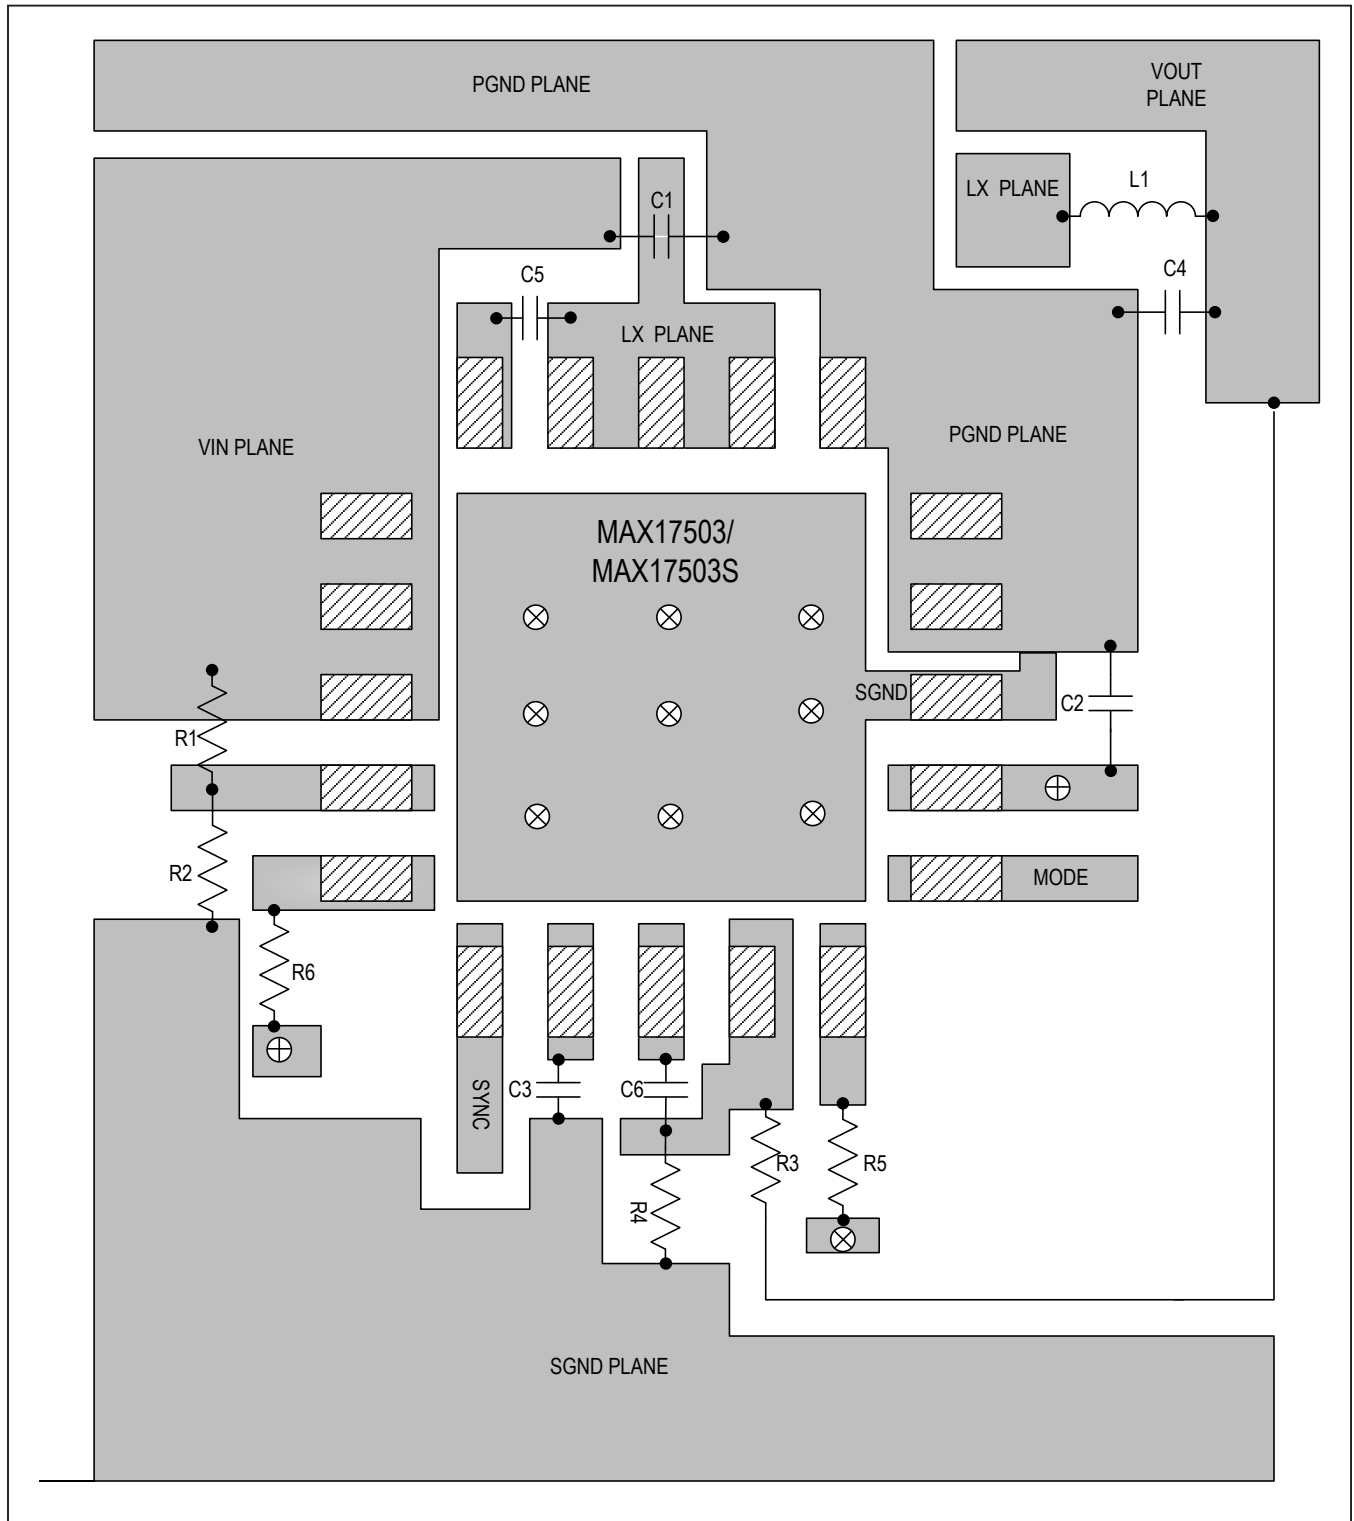 PGND PLANE
VOUT
PLANE
LX PLANE
L1
C1
C5
C4
LX PLANE
VIN PLANE
PGND PLANE
MAX17503/
MAX17503S
SGND
C2
R1
R2
MODE
R6
SYNC
C3
C6
R3
R5
R4
SGND PLANE